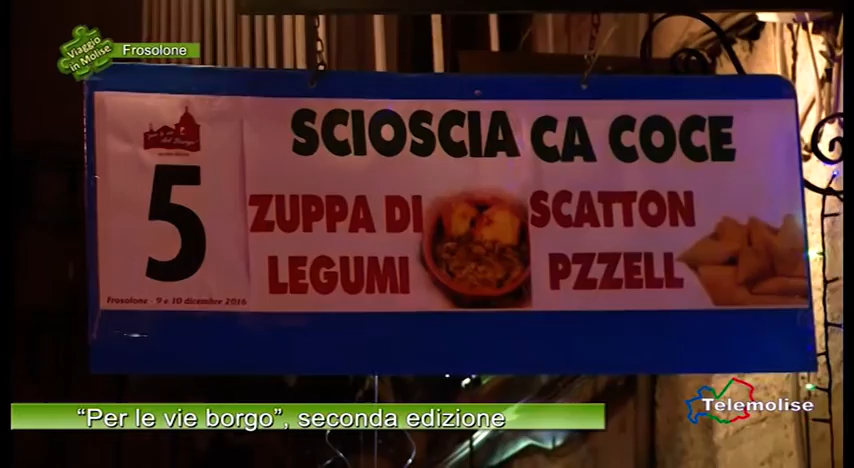 Viaggio
in Molise
Frosolone
SCIOSCIA CA COCE
5
ZUPPA DI
LEGUMI
SCATTON
PZZELL
Frosolone - 9 e 10 dicembre 2016
"Per le vie borgo", seconda edizione
Telemolise